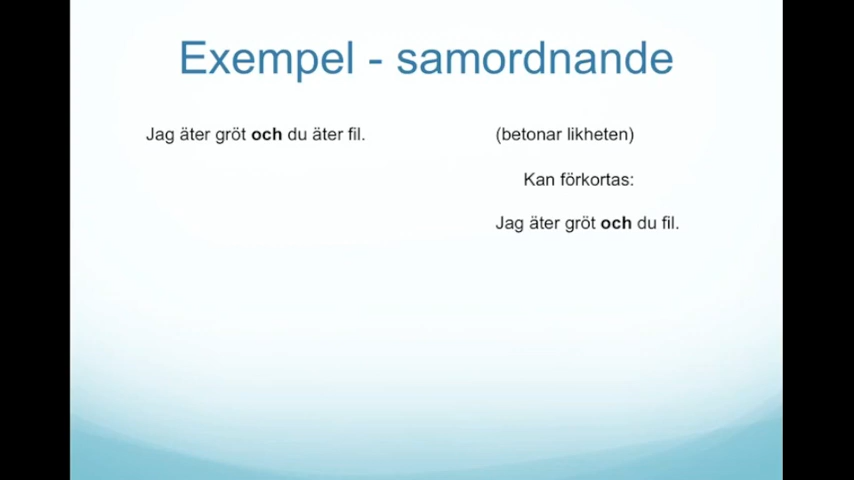 Exempel - samordnande
Jag äter gröt och du äter fil.
(betonar likheten)
Kan förkortas:
Jag äter gröt och du fil.